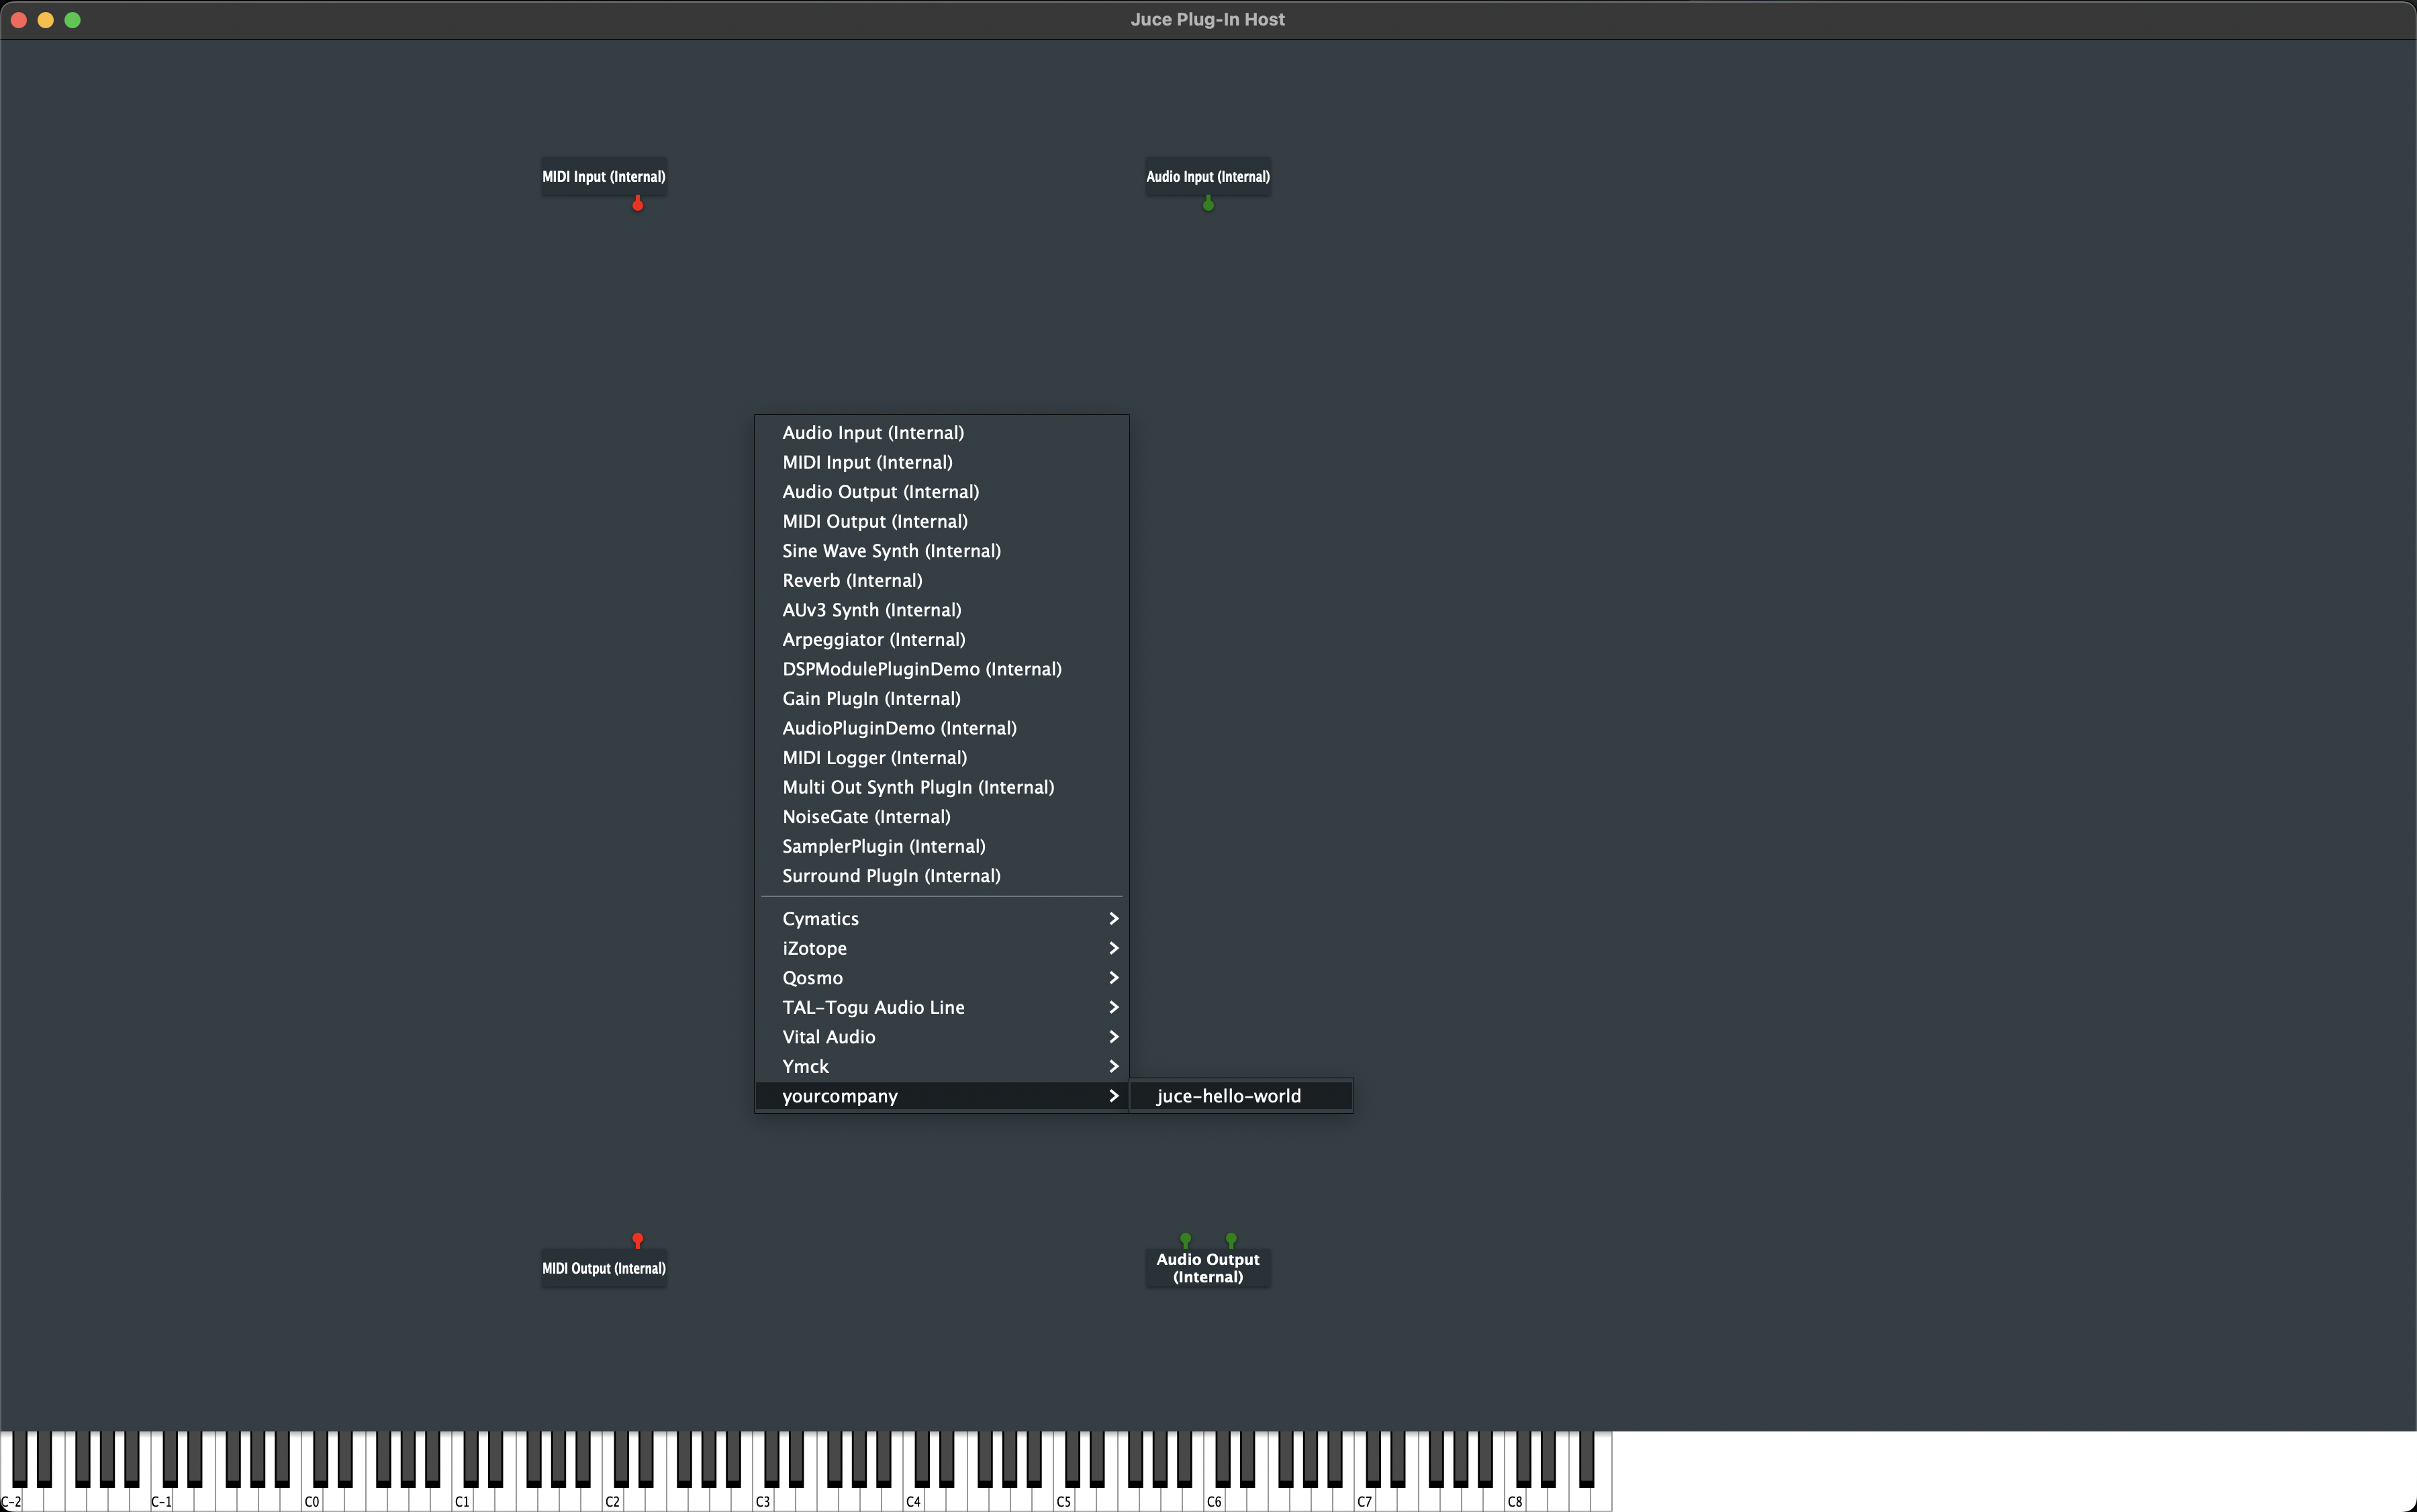 Juce Plug-In Host
MIDI Input (Internal)
Audio Input (Internal)
Audio Input (Internal)
MIDI Input (Internal)
Audio Output (Internal)
MIDI Output (Internal)
Sine Wave Synth (Internal)
Reverb (Internal)
AUv3 Synth (Internal)
Arpeggiator (Internal)
DSPModulePluginDemo (Internal)
Gain PlugIn (Internal)
AudioPluginDemo (Internal)
MIDI Logger (Internal)
Multi Out Synth PlugIn (Internal)
NoiseGate (Internal)
SamplerPlugin (Internal)
Surround PlugIn (Internal)
Cymatics
iZotope
Qosmo
TAL-Togu Audio Line
Vital Audio
Ymck
yourcompany
juce-hello-world
MIDI Output (Internal)
Audio Output
(Internal)
C-2 C-1 C0 C1 C2 C3 C4 C5 C6 C7 C8